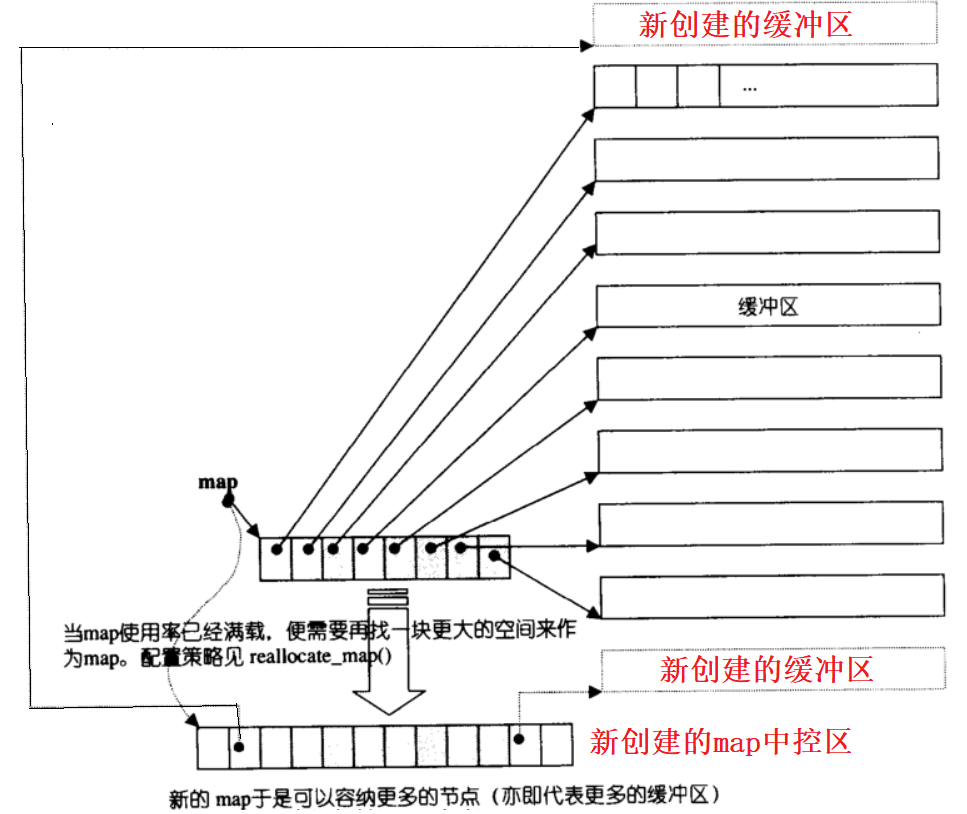 新创建的缓冲区
...
缓冲区
map
当map使用率已经满载，便需要再找一块更大的空间来作
为map。配置策略见 reallocate_map()
新创建的缓冲区
新创建的map中控区
新的 map于是可以容纳更多的节点（亦即代表更多的缓冲区）